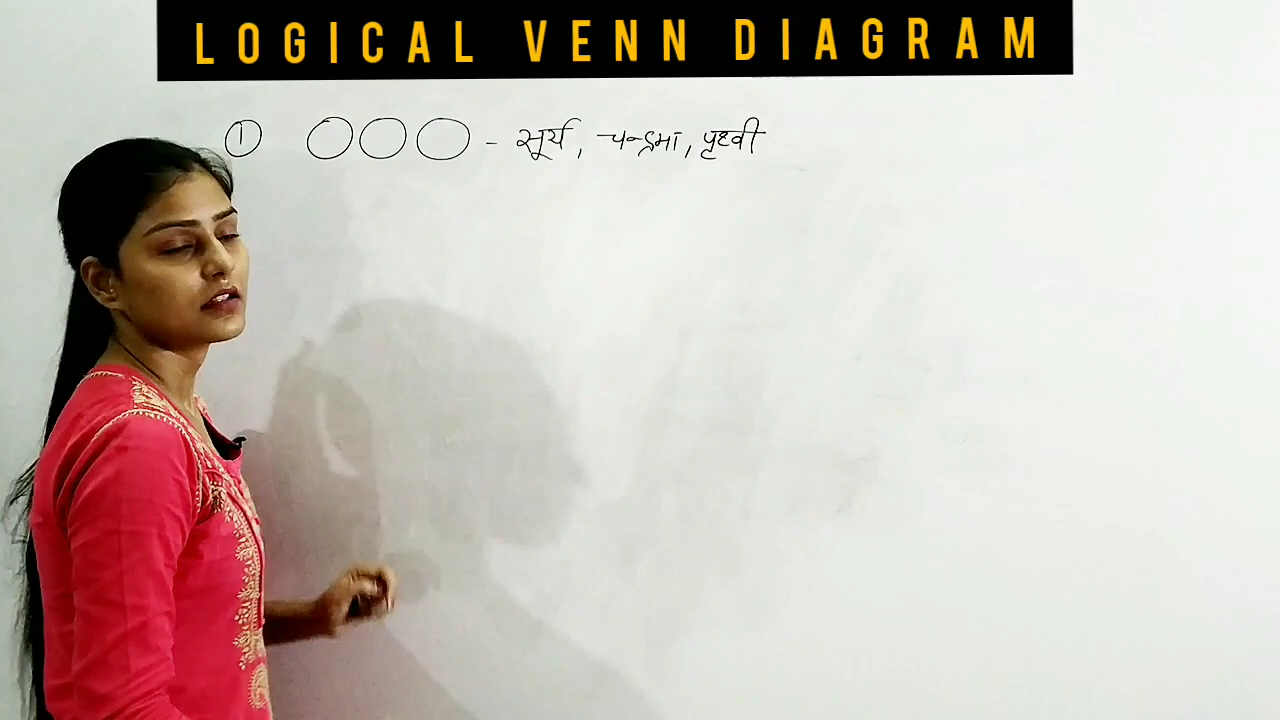 LOGICAL VENN DIAGRAM
① - सूर्य, चन्द्रमा, पृथ्वी